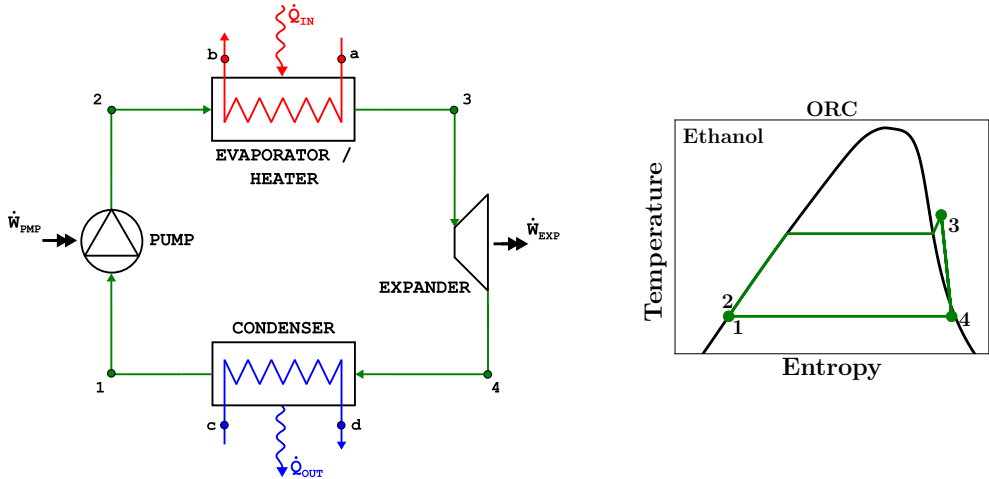 Q̇IN
b
a
2
3
EVAPORATOR /
HEATER
ẆPMP
PUMP
ẆEXP
EXPANDER
CONDENSER
1
4
c
d
Q̇OUT
ORC
Ethanol
Temperature
3
2
1
4
Entropy